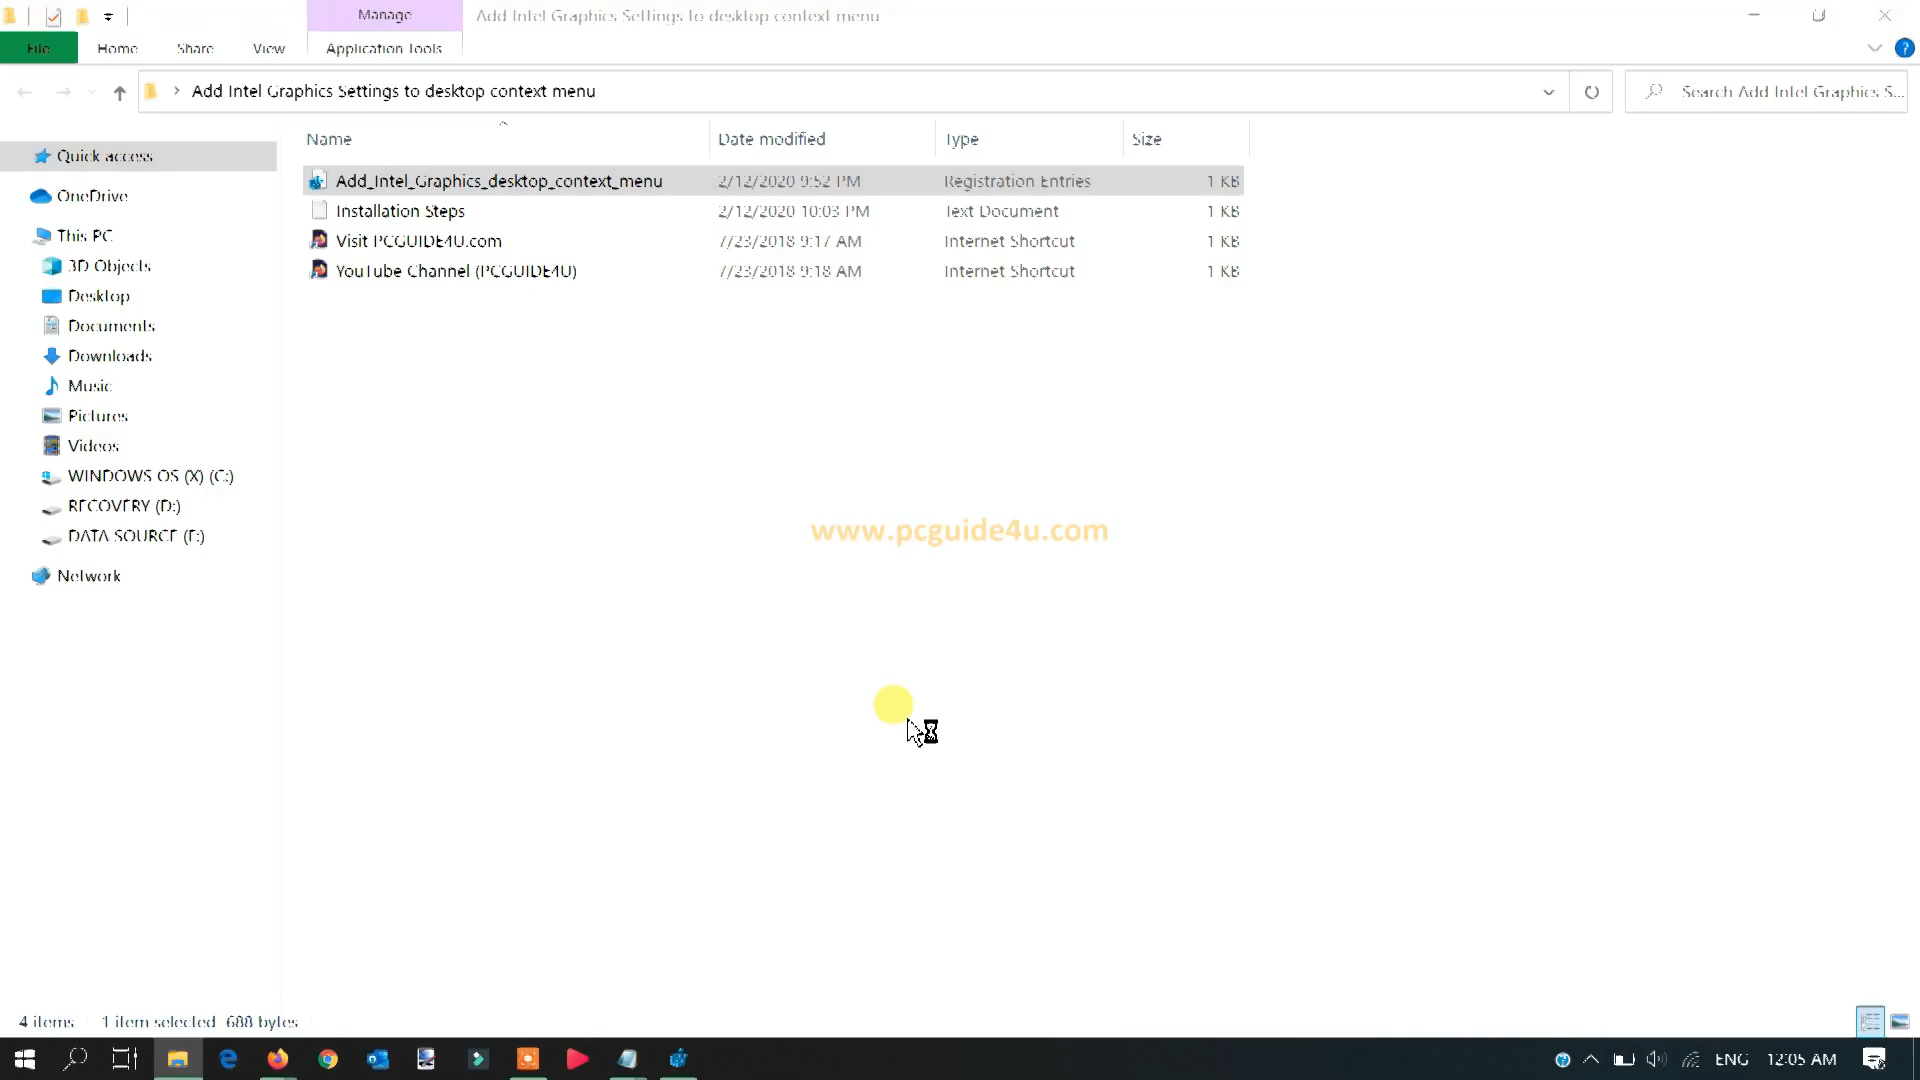 Manage
Add Intel Graphics Settings to desktop context menu
File
Home
Share
View
Application Tools
?
Add Intel Graphics Settings to desktop context menu
Search Add Intel Graphics S...
Name
Date modified
Type
Size
Quick access
OneDrive
This PC
3D Objects
Desktop
Documents
Downloads
Music
Pictures
Videos
WINDOWS OS (X) (C:)
RECOVERY (D:)
DATA SOURCE (E:)
Network
Add_Intel_Graphics_desktop_context_menu 2/12/2020 9:52 PM Registration Entries 1 KB
Installation Steps 2/12/2020 10:03 PM Text Document 1 KB
Visit PCGUIDE4U.com 7/23/2018 9:17 AM Internet Shortcut 1 KB
YouTube Channel (PCGUIDE4U) 7/23/2018 9:18 AM Internet Shortcut 1 KB
www.pcguide4u.com
4 items 1 item selected 688 bytes
ENG 12:05 AM